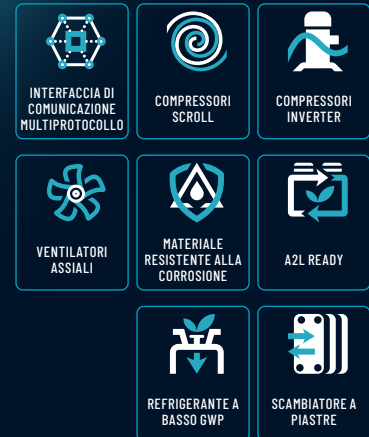 INTERFACCIA DI
COMUNICAZIONE
MULTIPROTOCOLLO
COMPRESSORI
SCROLL
COMPRESSORI
INVERTER
VENTILATORI
ASSIALI
MATERIALE
RESISTENTE ALLA
CORROSIONE
A2L READY
REFRIGERANTE A
BASSO GWP
SCAMBIATORE A
PIASTRE